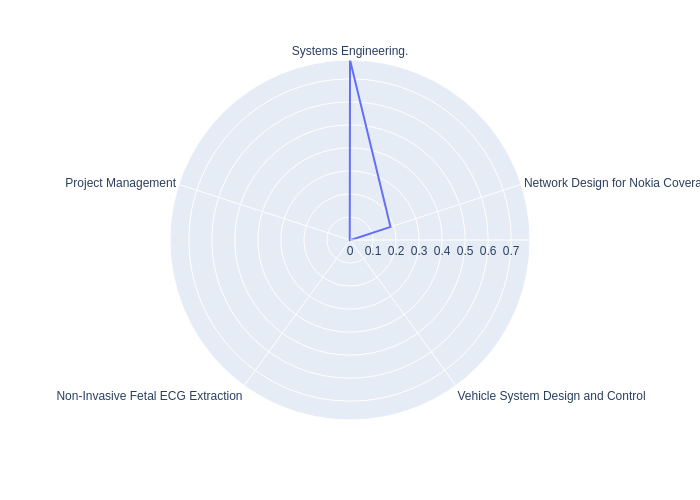 Systems Engineering.
Project Management
Network Design for Nokia
0 0.1 0.2 0.3 0.4 0.5 0.6 0.7
Non-Invasive Fetal ECG Extraction
Vehicle System Design and Control